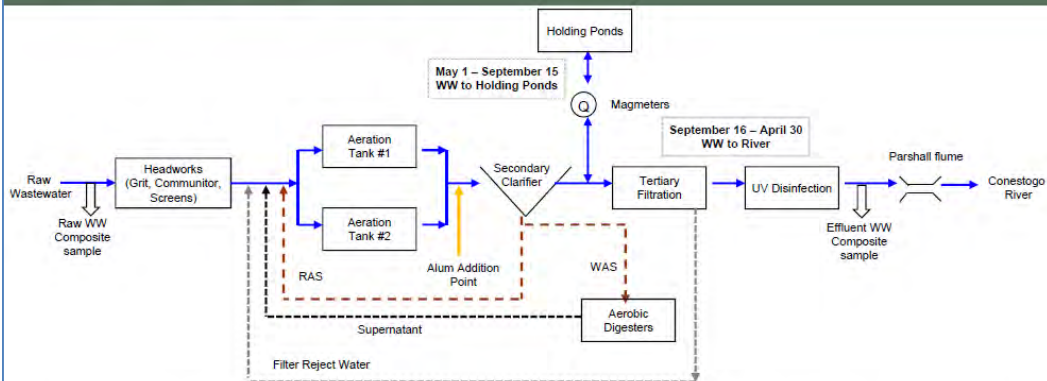 Holding Ponds
May 1 – September 15
WW to Holding Ponds
Q
Magmeters
September 16 – April 30
WW to River
Raw
Wastewater
Headworks
(Grit, Communitor,
Screens)
Aeration
Tank #1
Aeration
Tank #2
Secondary
Clarifier
Tertiary
Filtration
UV Disinfection
Parshall flume
Conestogo
River
Raw WW
Composite
sample
Effluent WW
Composite
sample
Alum Addition
Point
RAS
WAS
Aerobic
Digesters
Supernatant
Filter Reject Water